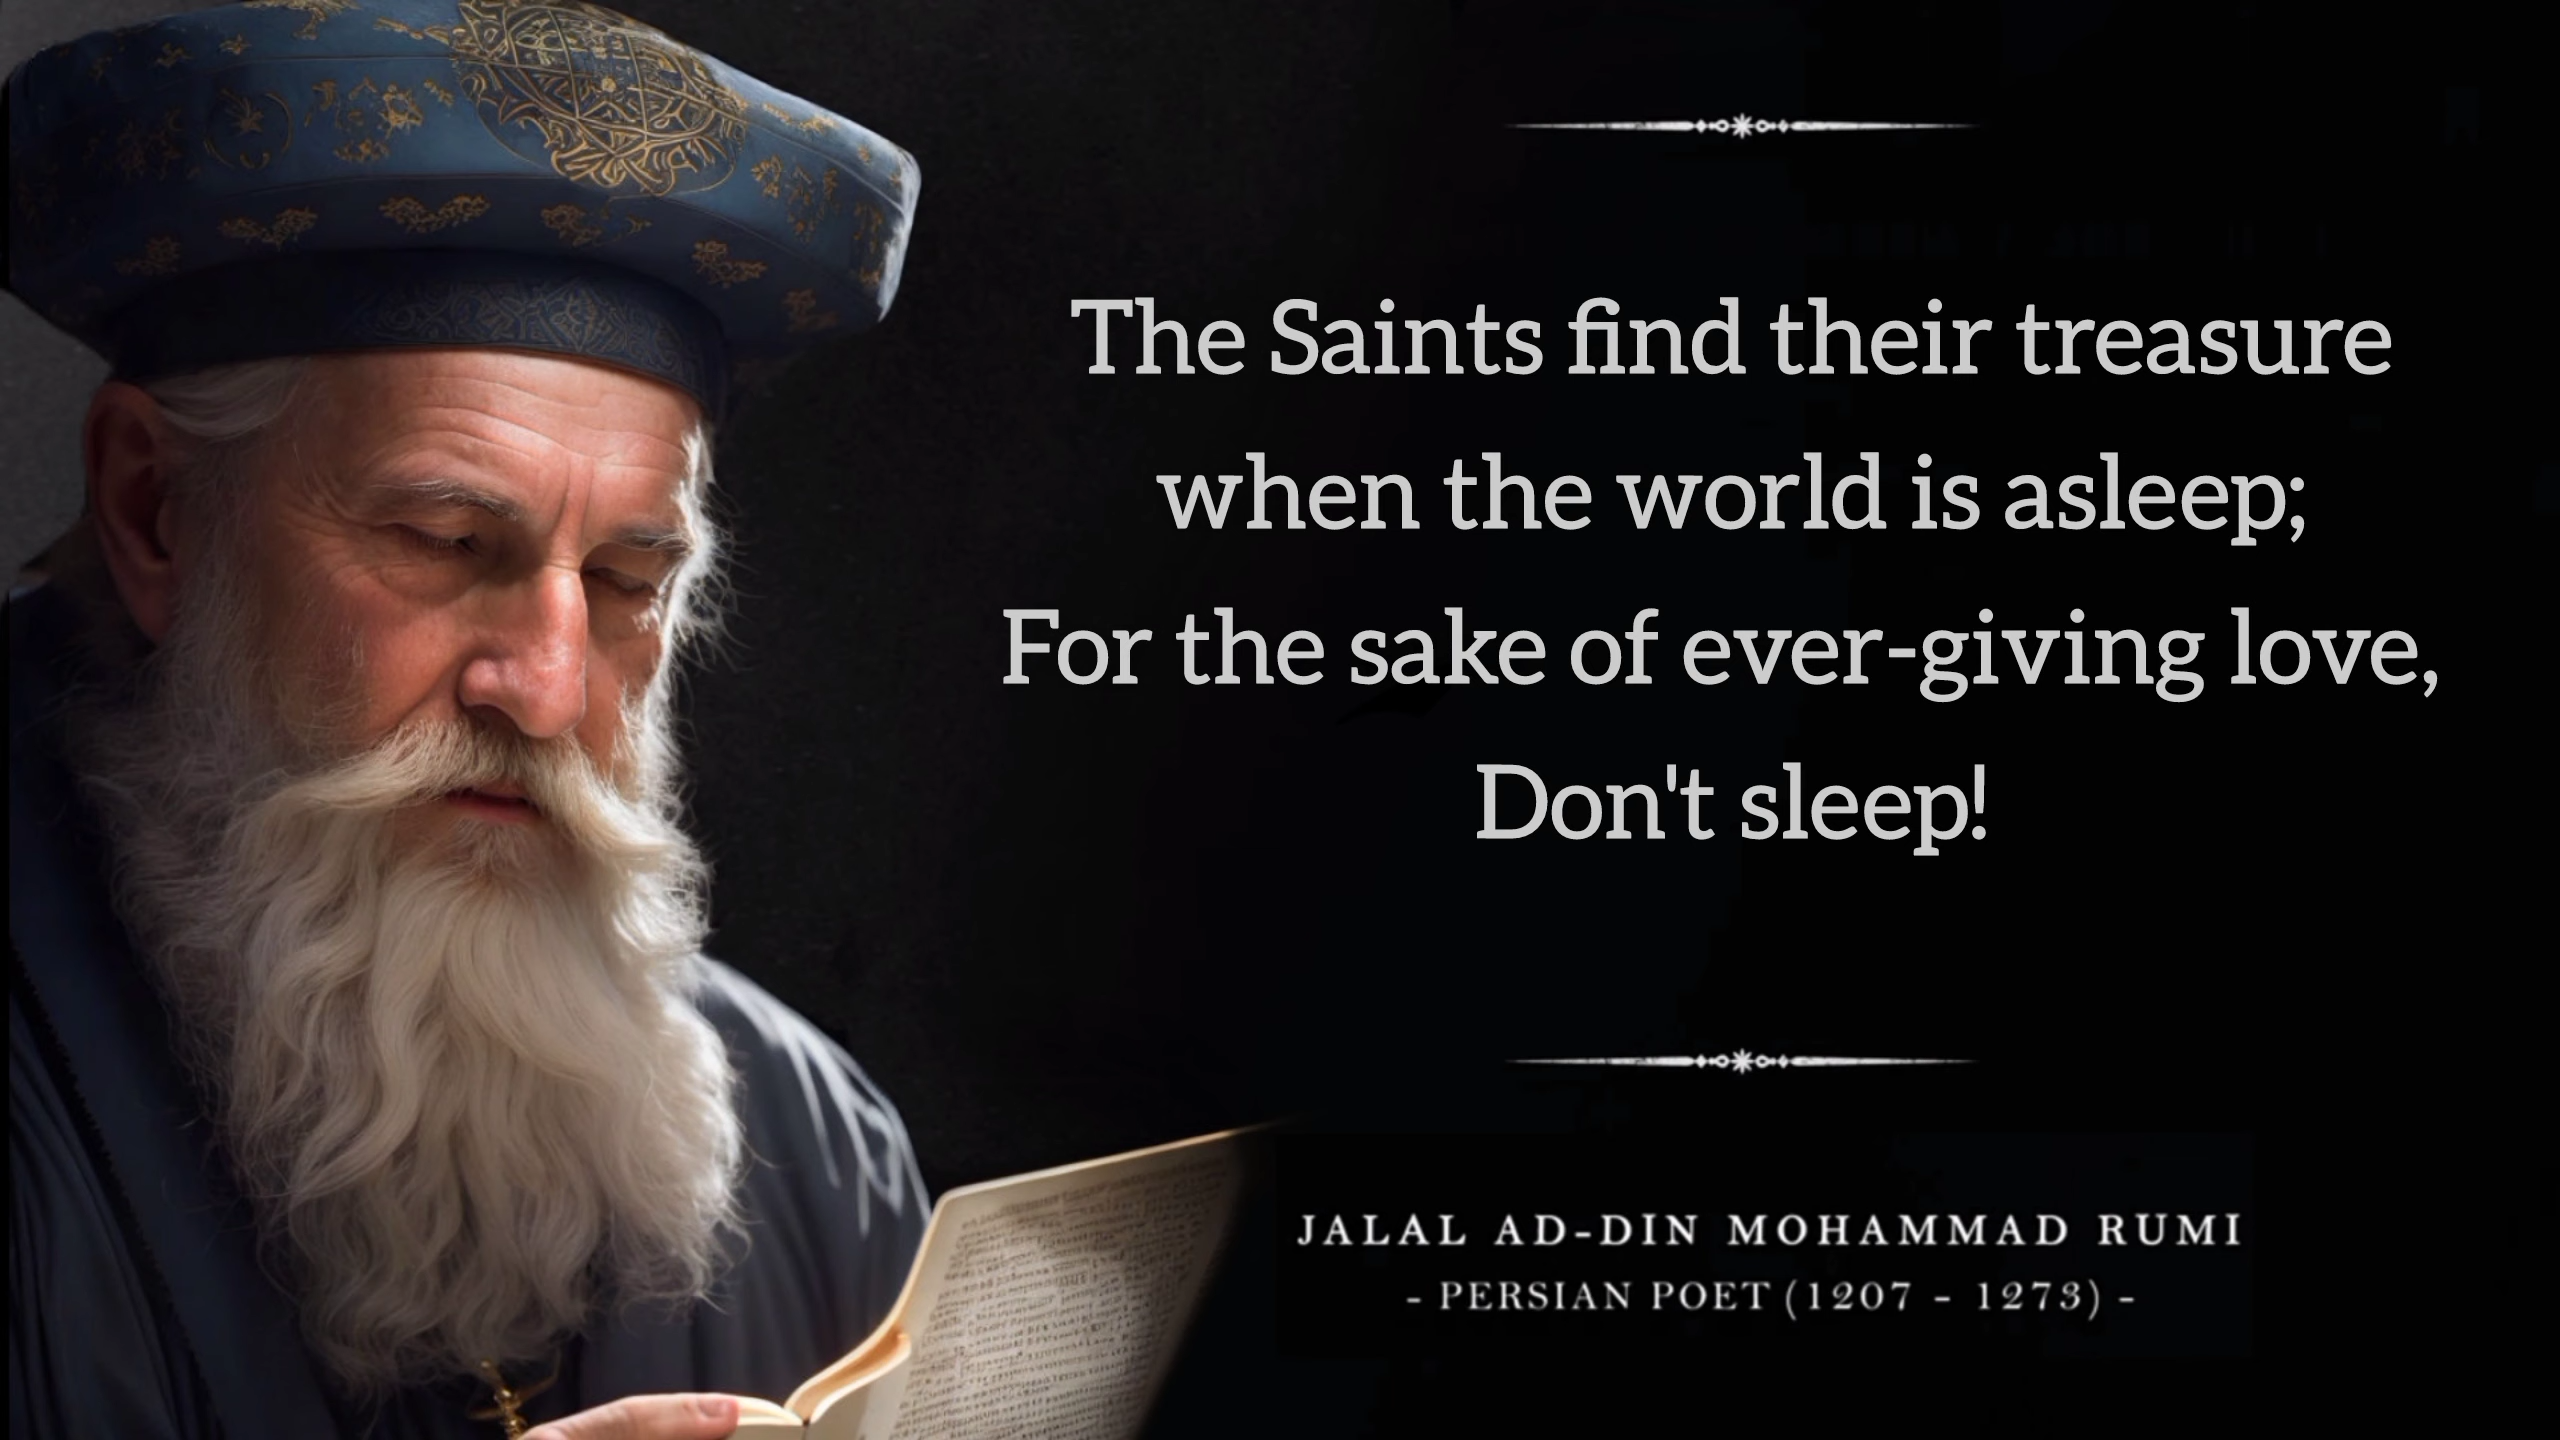 The Saints find their treasure
when the world is asleep;
For the sake of ever-giving love,
Don't sleep!
JALAL AD-DIN MOHAMMAD RUMI
- PERSIAN POET (1207 - 1273) -